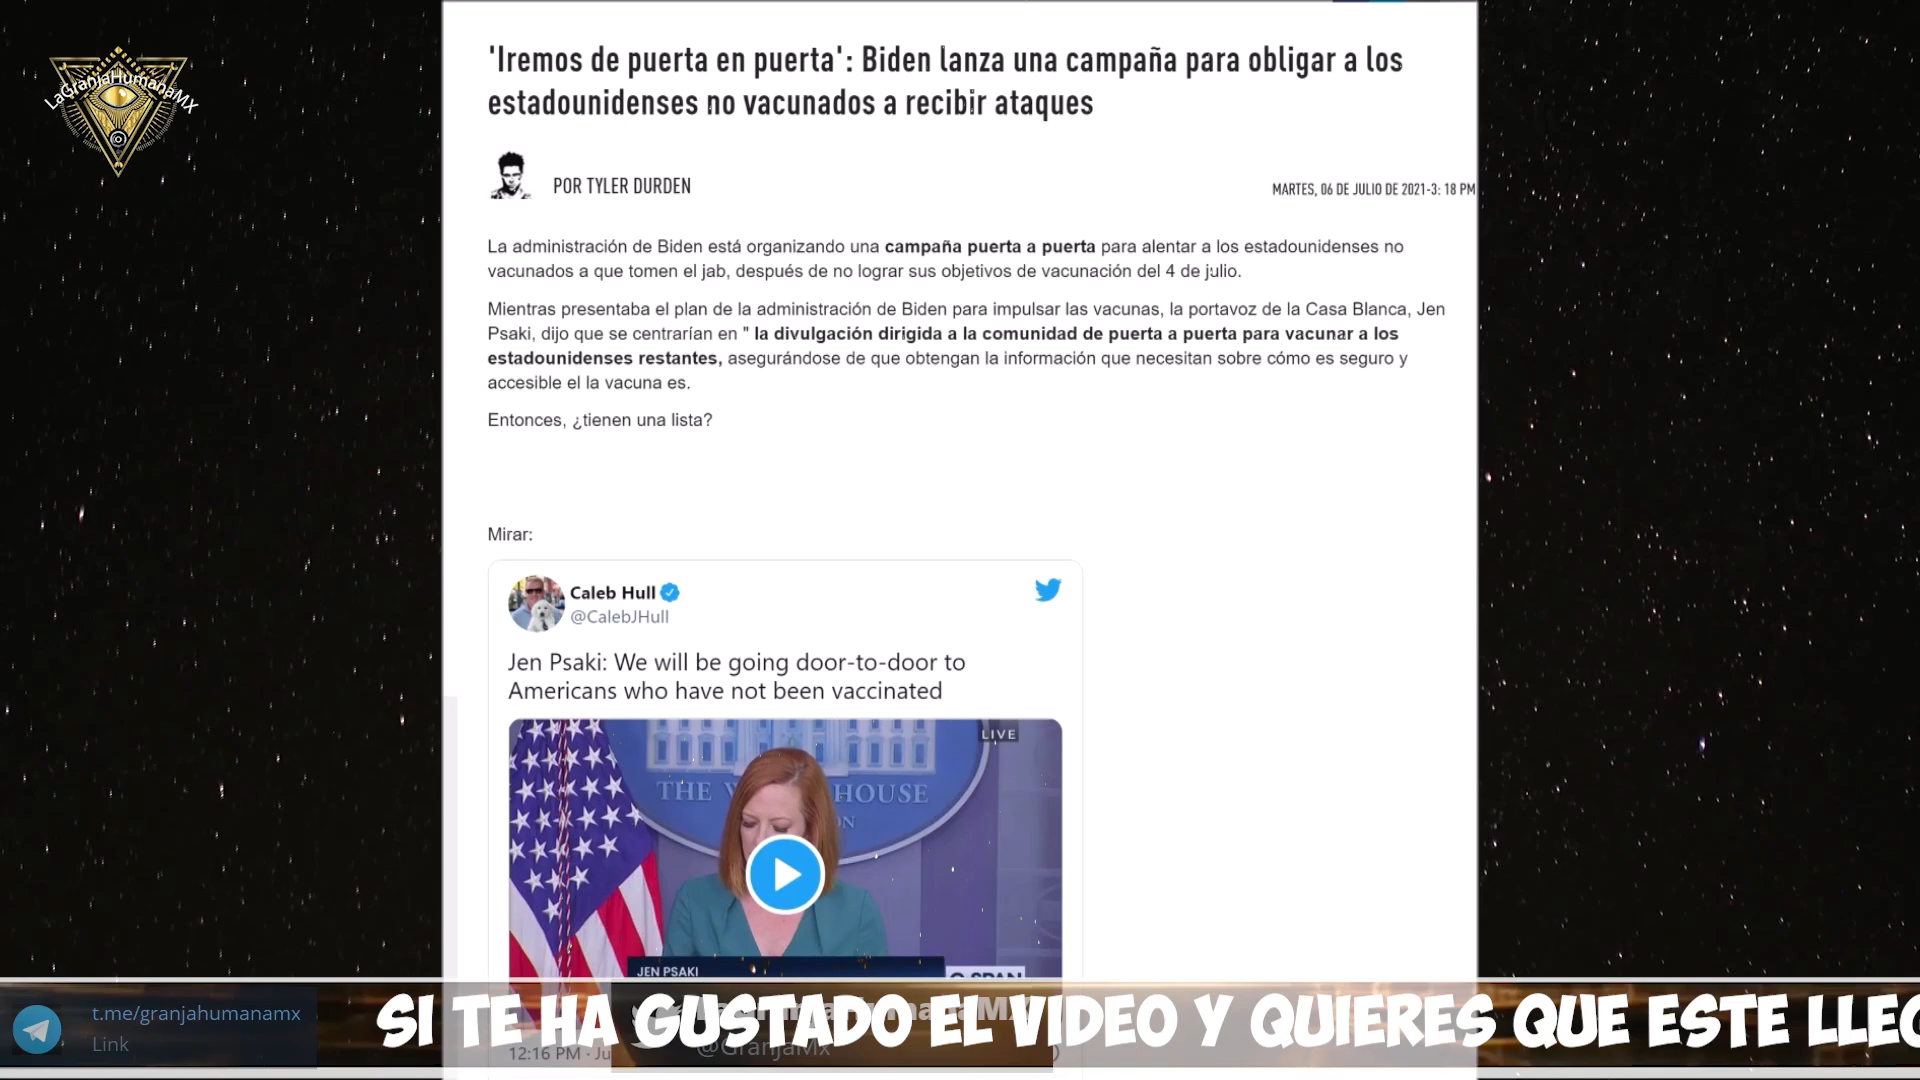 LaGranjaHumanaMX
'Iremos de puerta en puerta': Biden lanza una campaña para obligar a los
estadounidenses no vacunados a recibir ataques
POR TYLER DURDEN
MARTES, 06 DE JULIO DE 2021-3: 18 PM
La administración de Biden está organizando una campaña puerta a puerta para alentar a los estadounidenses no
vacunados a que tomen el jab, después de no lograr sus objetivos de vacunación del 4 de julio.
Mientras presentaba el plan de la administración de Biden para impulsar las vacunas, la portavoz de la Casa Blanca, Jen
Psaki, dijo que se centrarían en " la divulgación dirigida a la comunidad de puerta a puerta para vacunar a los
estadounidenses restantes, asegurándose de que obtengan la información que necesitan sobre cómo es seguro y
accesible el la vacuna es.
Entonces, ¿tienen una lista?
Mirar:
Caleb Hull
@CalebJHull
Jen Psaki: We will be going door-to-door to
Americans who have not been vaccinated
LIVE
THE W HOUSE
ON
JEN PSAKI
C-SPAN
t.me/granjahumanamx
Link
SI TE HA GUSTADO EL VIDEO Y QUIERES QUE ESTE LLEG
@GranjaMx
12:16 PM · Ju